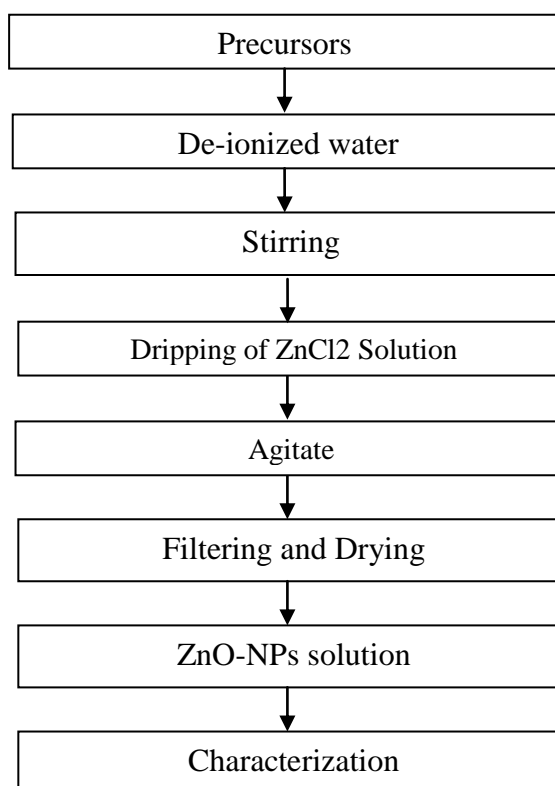 Precursors
De-ionized water
Stirring
Dripping of ZnCl2 Solution
Agitate
Filtering and Drying
ZnO-NPs solution
Characterization